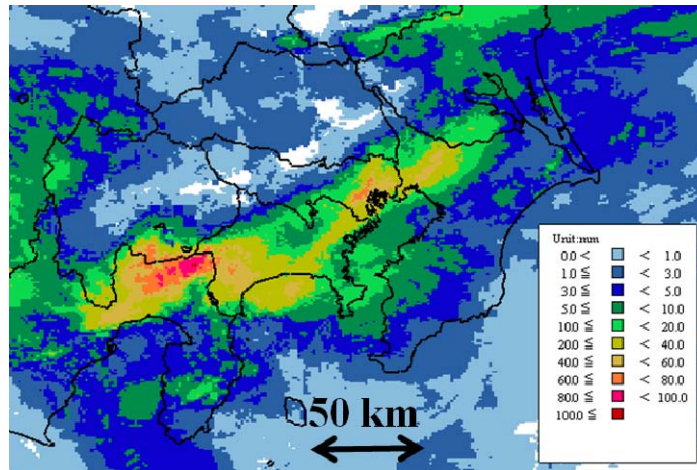 Unit:mm
0.0 < < 1.0
1.0 ≦ < 3.0
3.0 ≦ < 5.0
5.0 ≦ < 10.0
10.0 ≦ < 20.0
20.0 ≦ < 40.0
40.0 ≦ < 60.0
60.0 ≦ < 80.0
80.0 ≦ < 100.0
100.0 ≦
50 km